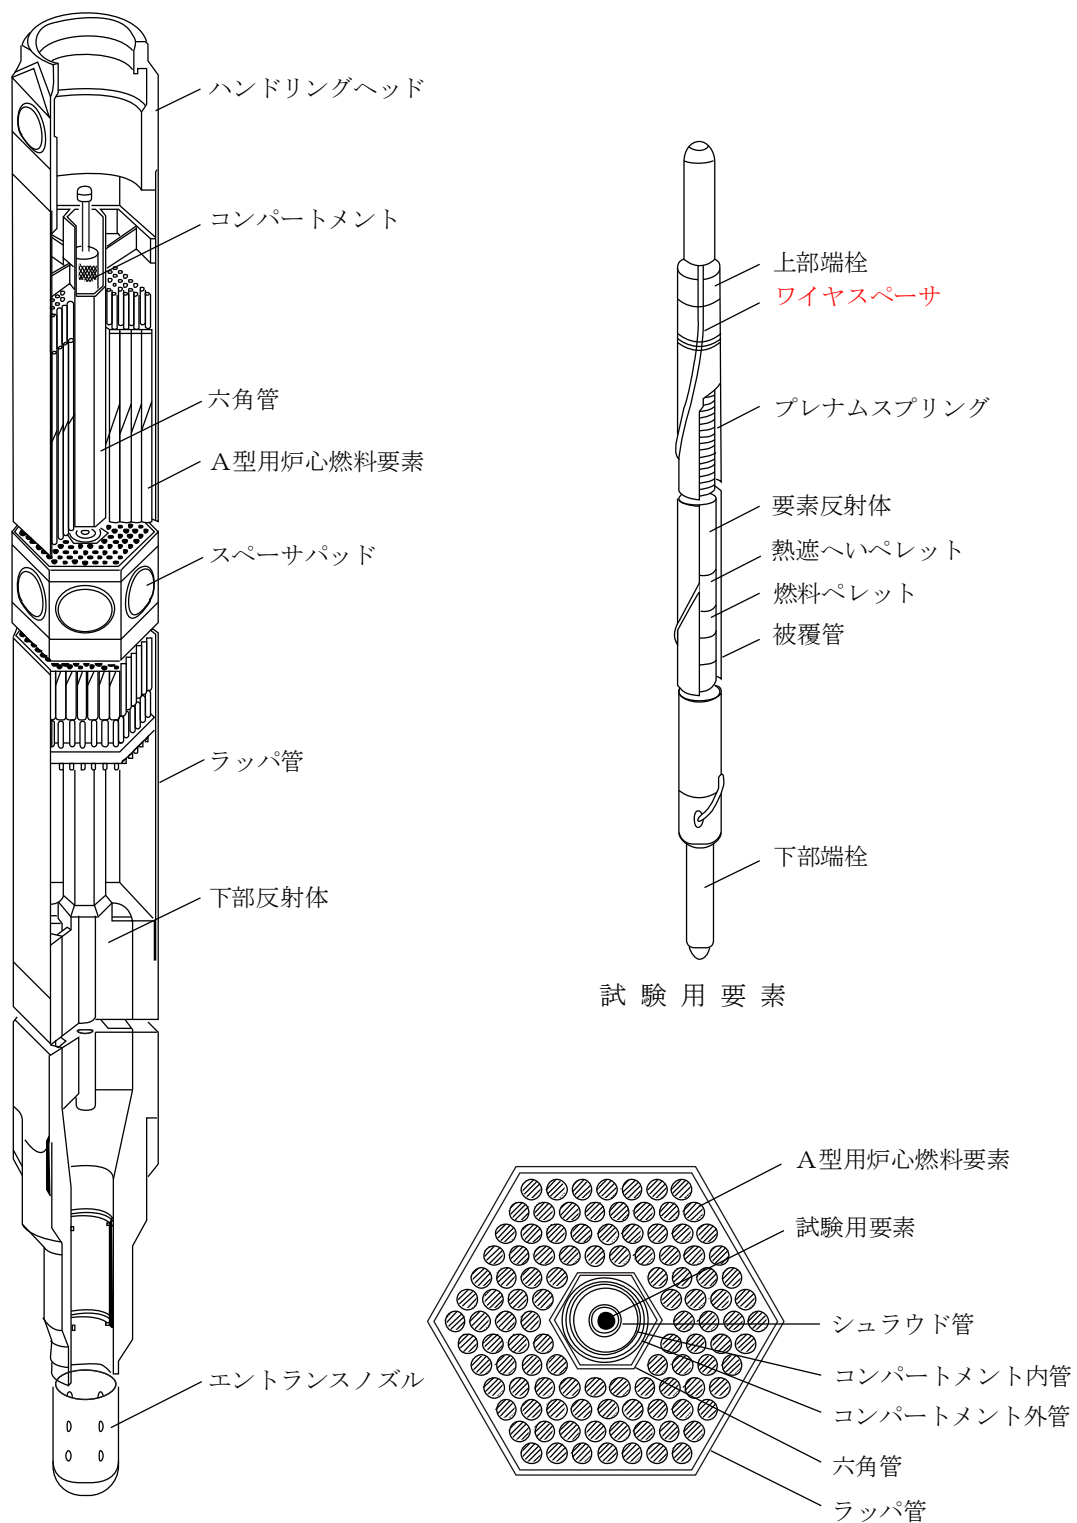 ハンドリングヘッド
コンパートメント
六角管
Ａ型用炉心燃料要素
スペーサパッド
ラッパ管
下部反射体
エントランスノズル
上部端栓
ワイヤスペーサ
プレナムスプリング
要素反射体
熱遮へいペレット
燃料ペレット
被覆管
下部端栓
試験用要素
Ａ型用炉心燃料要素
試験用要素
シュラウド管
コンパートメント内管
コンパートメント外管
六角管
ラッパ管